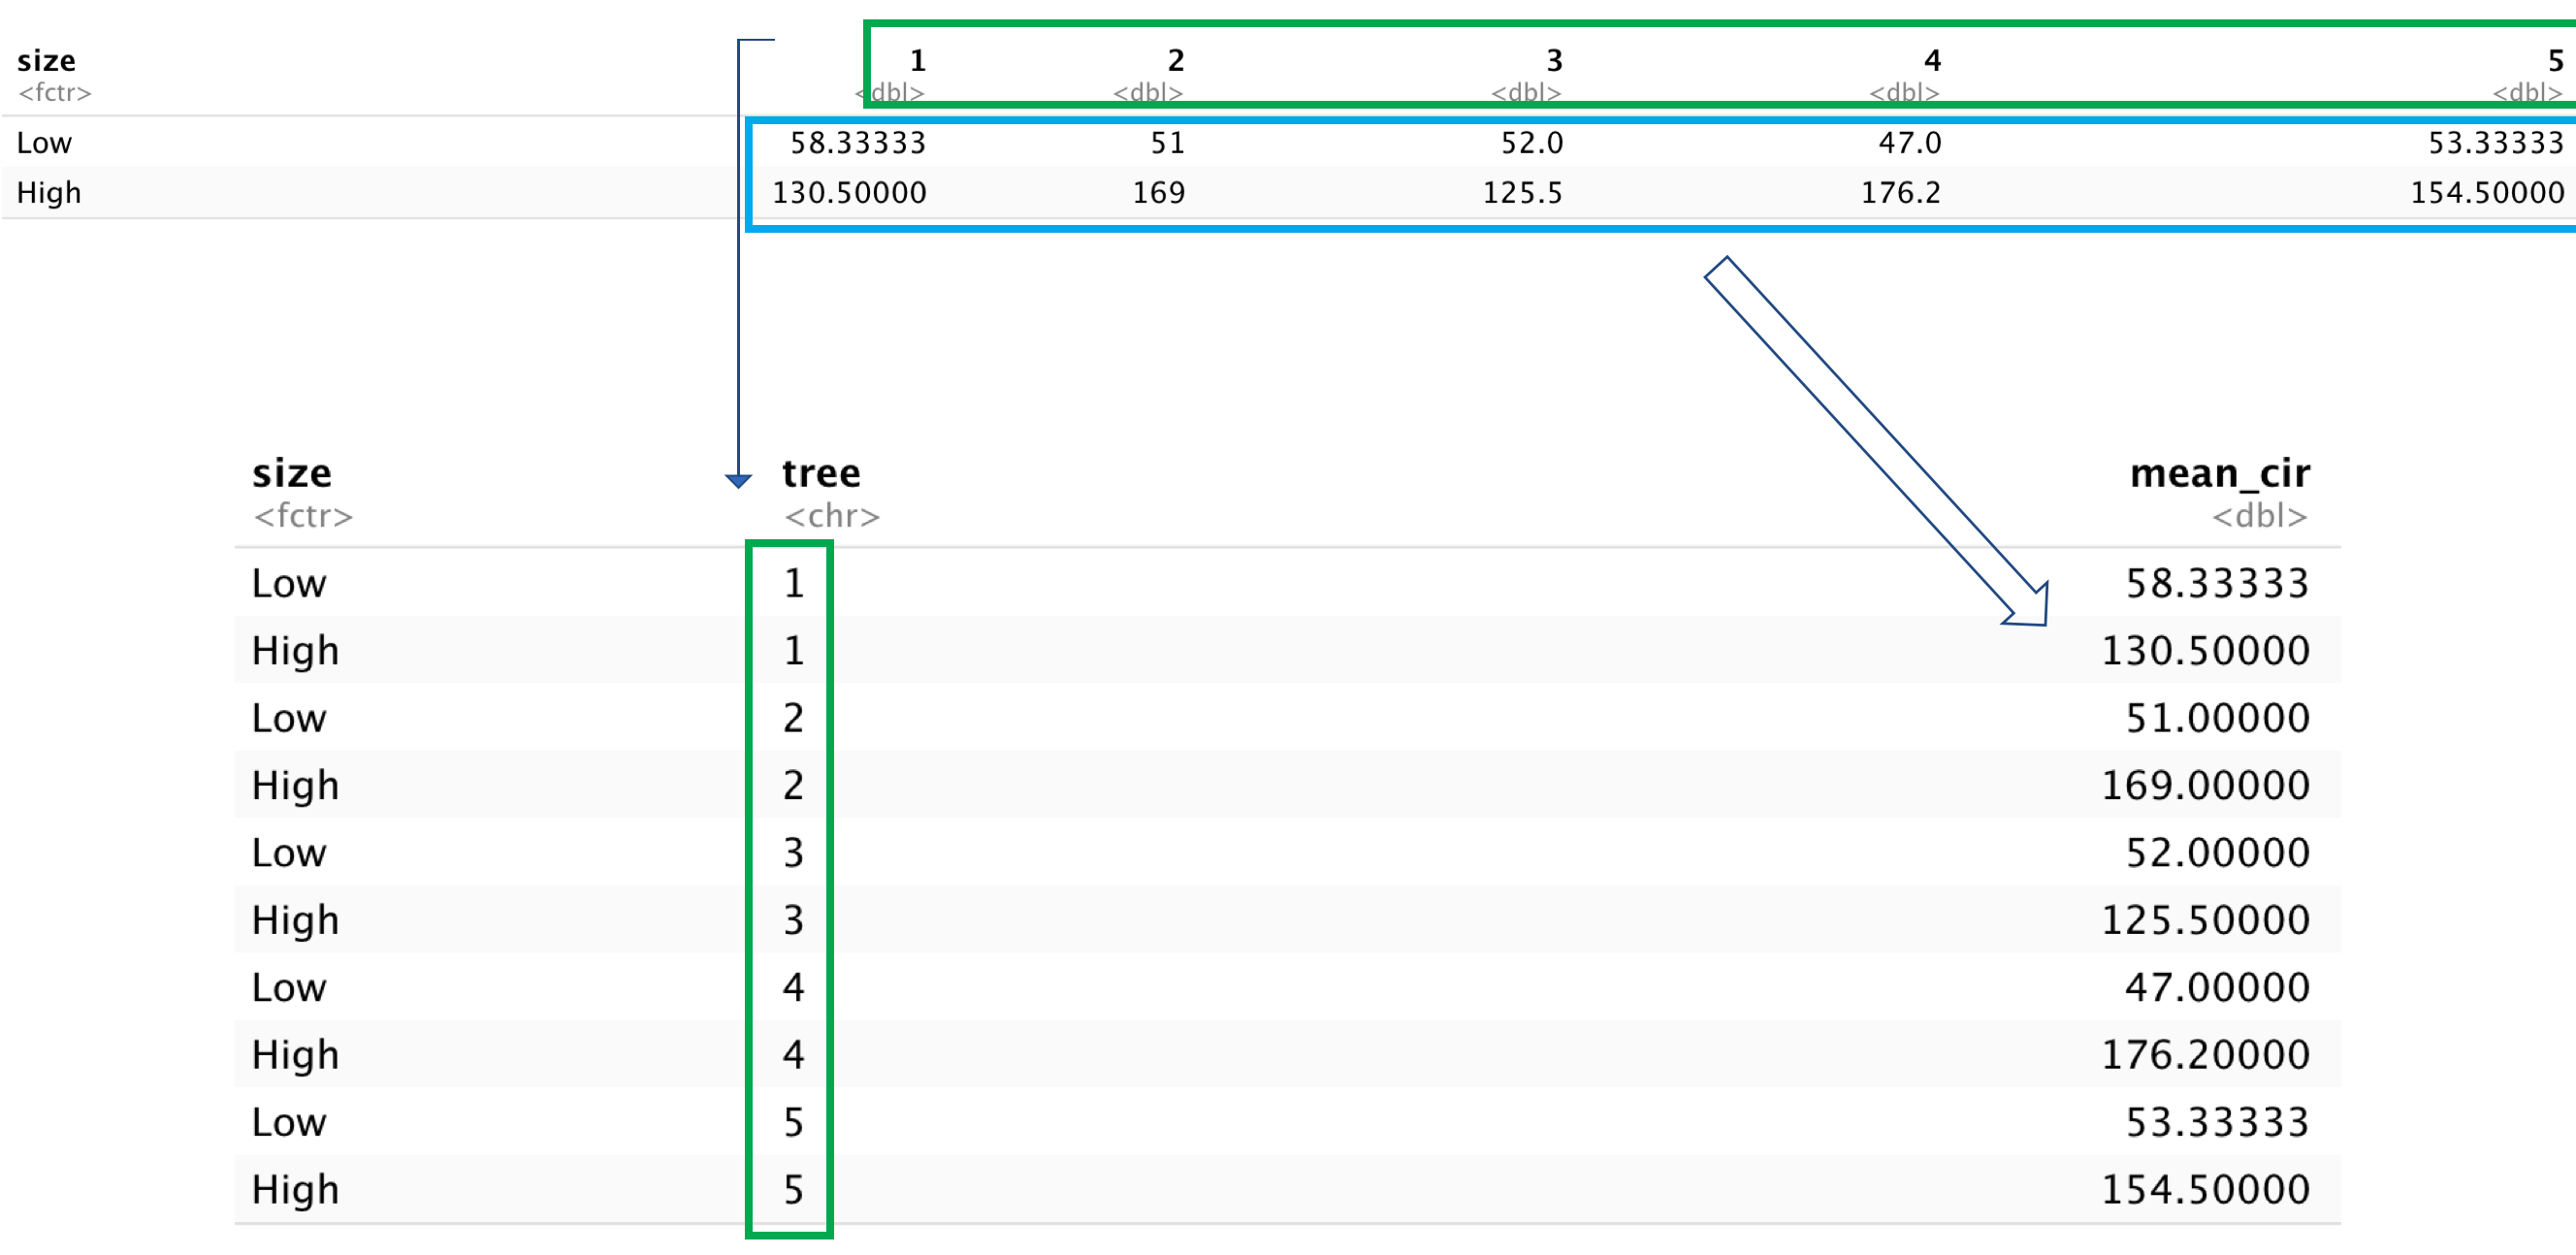 size 1 2 3 4 5
<fctr> <dbl> <dbl> <dbl> <dbl> <dbl>
Low 58.33333 51 52.0 47.0 53.33333
High 130.50000 169 125.5 176.2 154.50000
size tree mean_cir
<fctr> <chr> <dbl>
Low 1 58.33333
High 1 130.50000
Low 2 51.00000
High 2 169.00000
Low 3 52.00000
High 3 125.50000
Low 4 47.00000
High 4 176.20000
Low 5 53.33333
High 5 154.50000